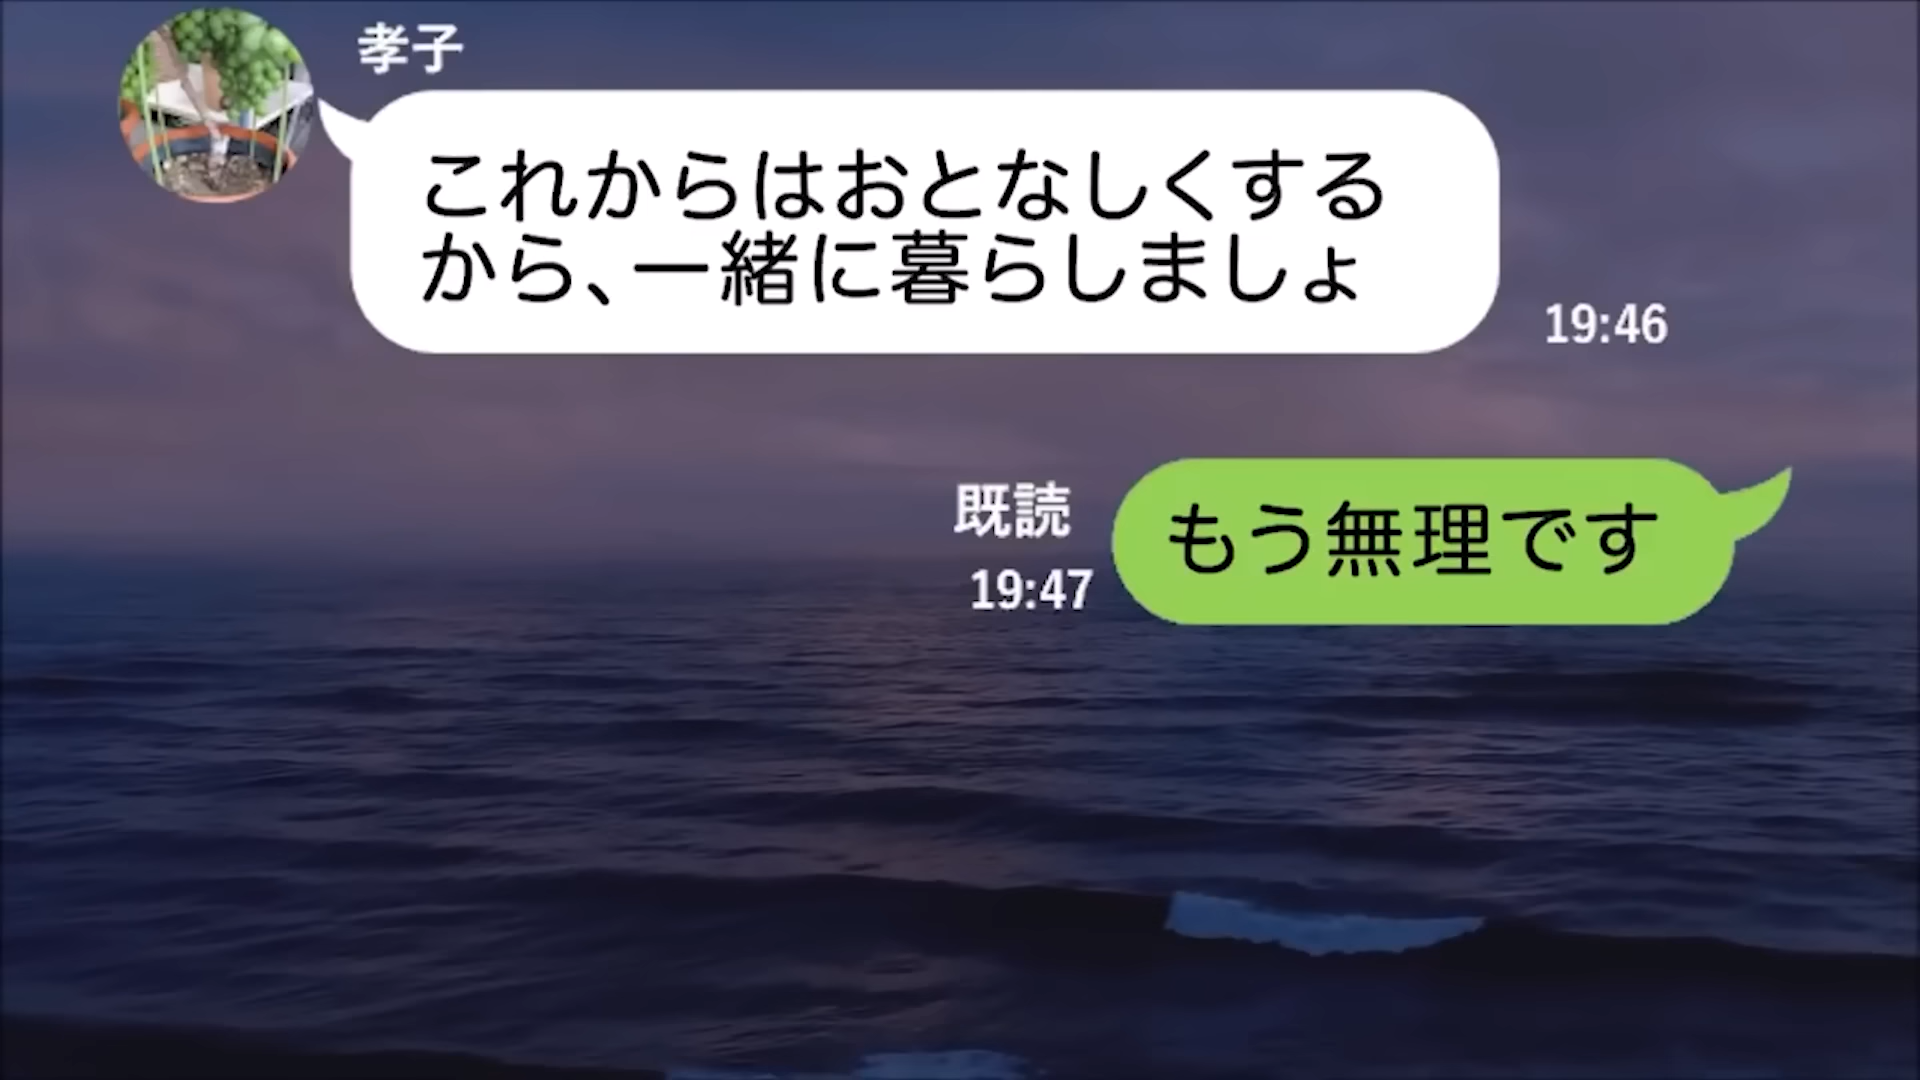 孝子
これからはおとなしくする
から、一緒に暮らしましょ
19:46
既読
19:47
もう無理です